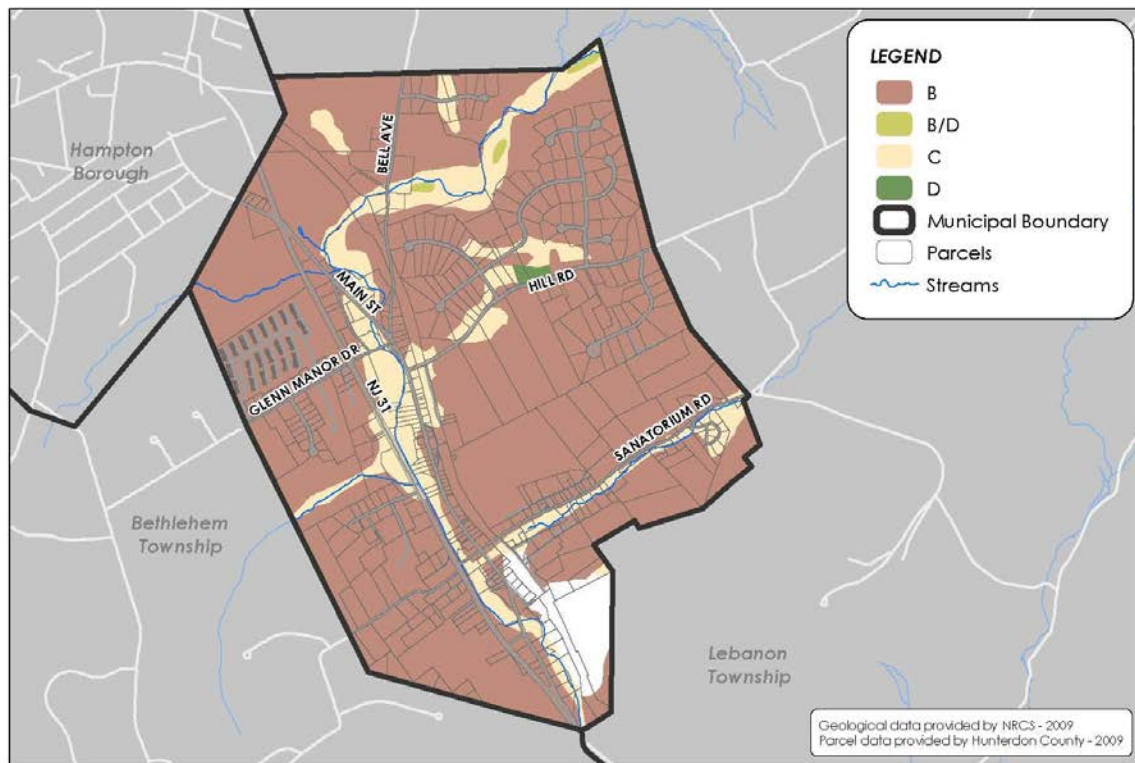 LEGEND
B
B/D
C
D
Municipal Boundary
Parcels
Streams
Hampton
Borough
BELL AVE
MAIN ST
HILL RD
GLENN MANOR DR
NJ 31
SANATORIUM RD
Bethlehem
Township
Lebanon
Township
Geological data provided by NRCS - 2009
Parcel data provided by Hunterdon County - 2009